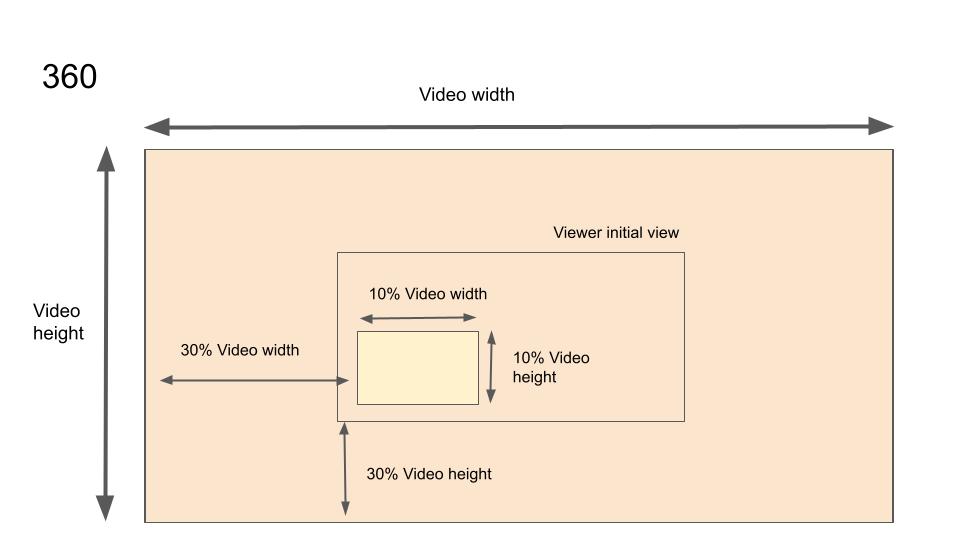 360
Video width
Viewer initial view
10% Video width
Video
height
30% Video width
10% Video
height
30% Video height